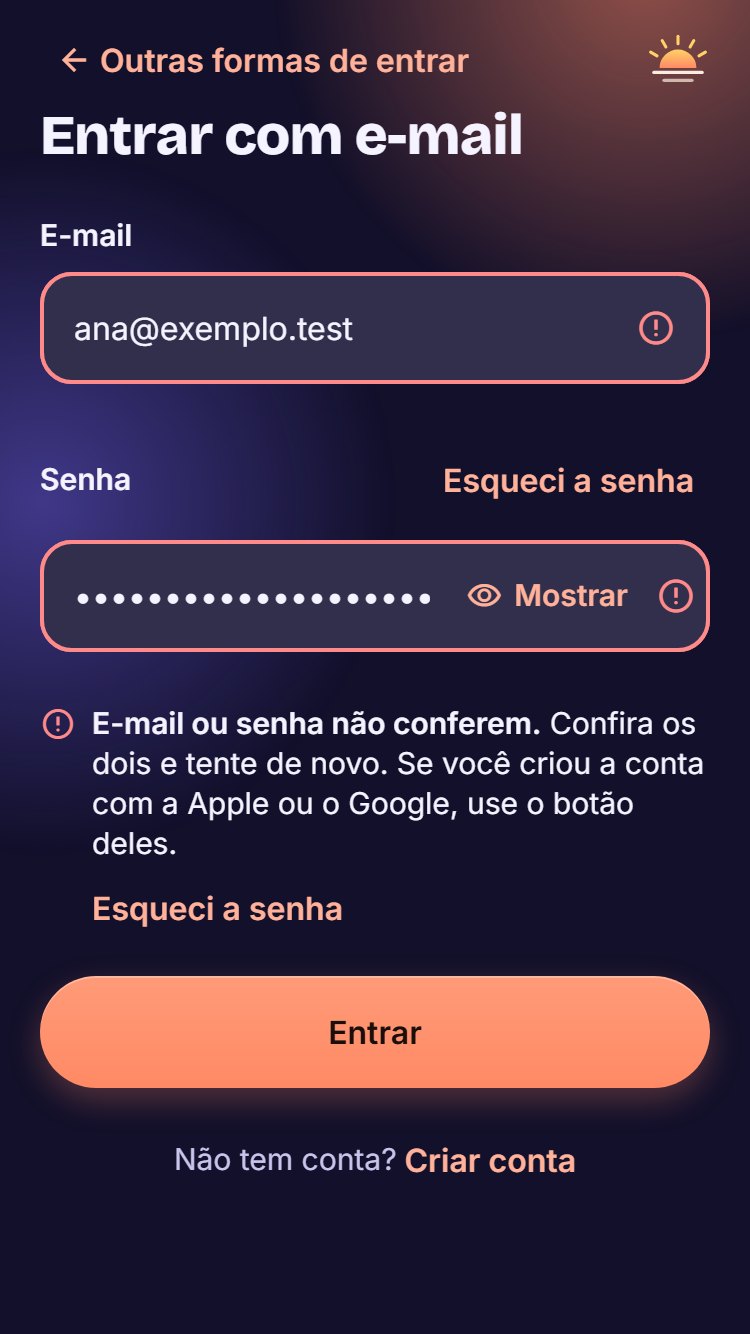 ← Outras formas de entrar
Entrar com e-mail
E-mail
ana@exemplo.test
Senha
Esqueci a senha
••••••••••••••••••••
Mostrar
E-mail ou senha não conferem. Confira os
dois e tente de novo. Se você criou a conta
com a Apple ou o Google, use o botão
deles.
Esqueci a senha
Entrar
Não tem conta? Criar conta